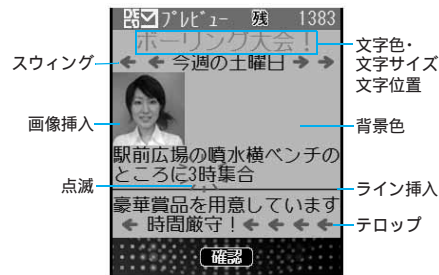 プレビュー 残 1383
ボーリング大会!
今週の土曜日
駅前広場の噴水横ベンチの
ところに3時集合
豪華賞品を用意しています
時間厳守!
確認
スウィング
画像挿入
点滅
文字色・
文字サイズ
文字位置
背景色
ライン挿入
テロップ